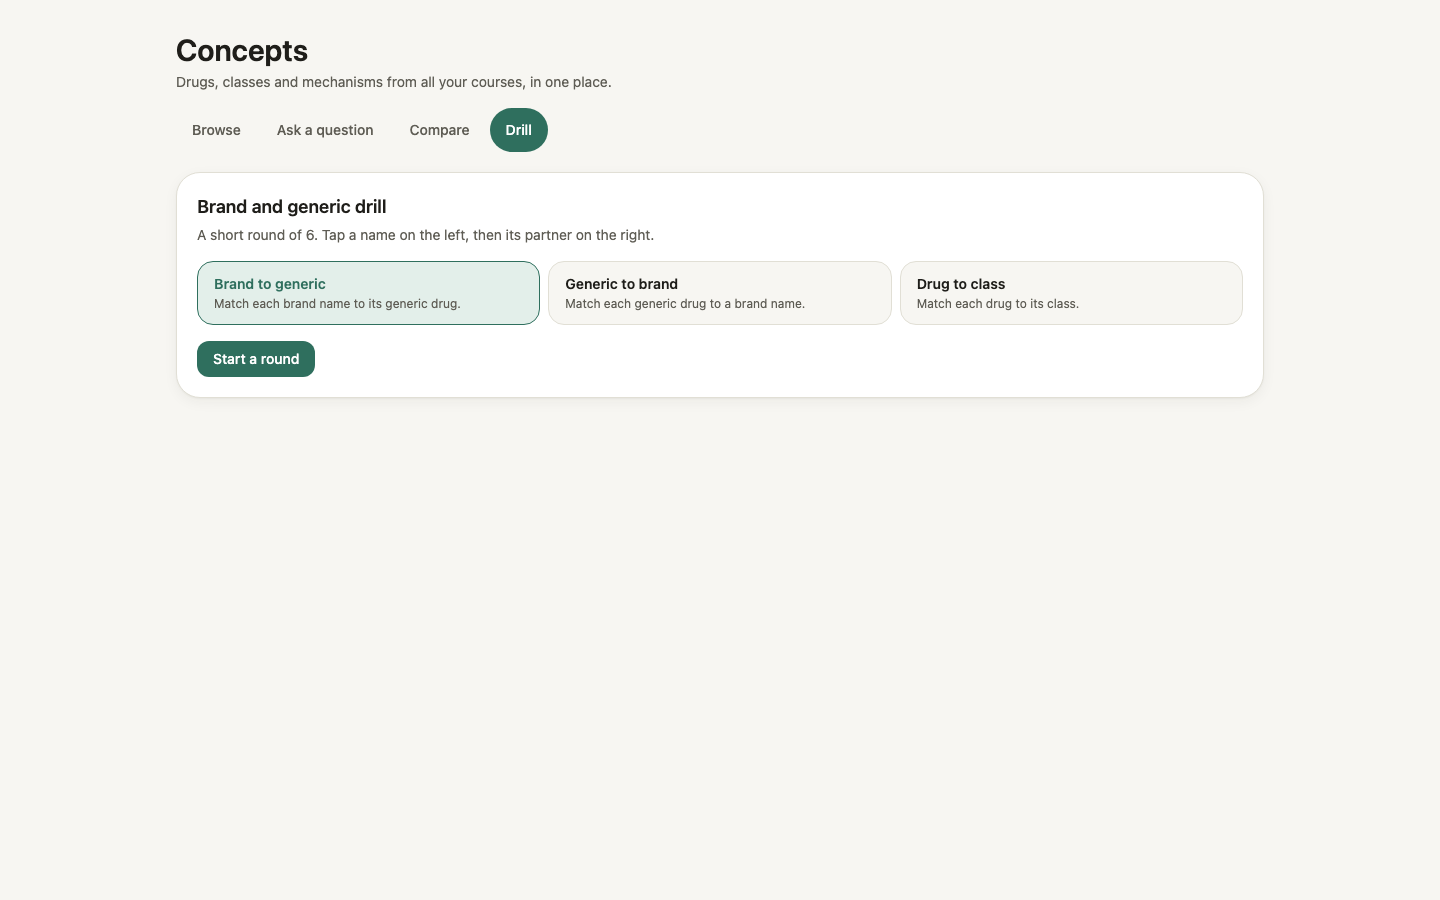 Concepts
Drugs, classes and mechanisms from all your courses, in one place.
Browse
Ask a question
Compare
Drill
Brand and generic drill
A short round of 6. Tap a name on the left, then its partner on the right.
Brand to generic
Match each brand name to its generic drug.
Generic to brand
Match each generic drug to a brand name.
Drug to class
Match each drug to its class.
Start a round